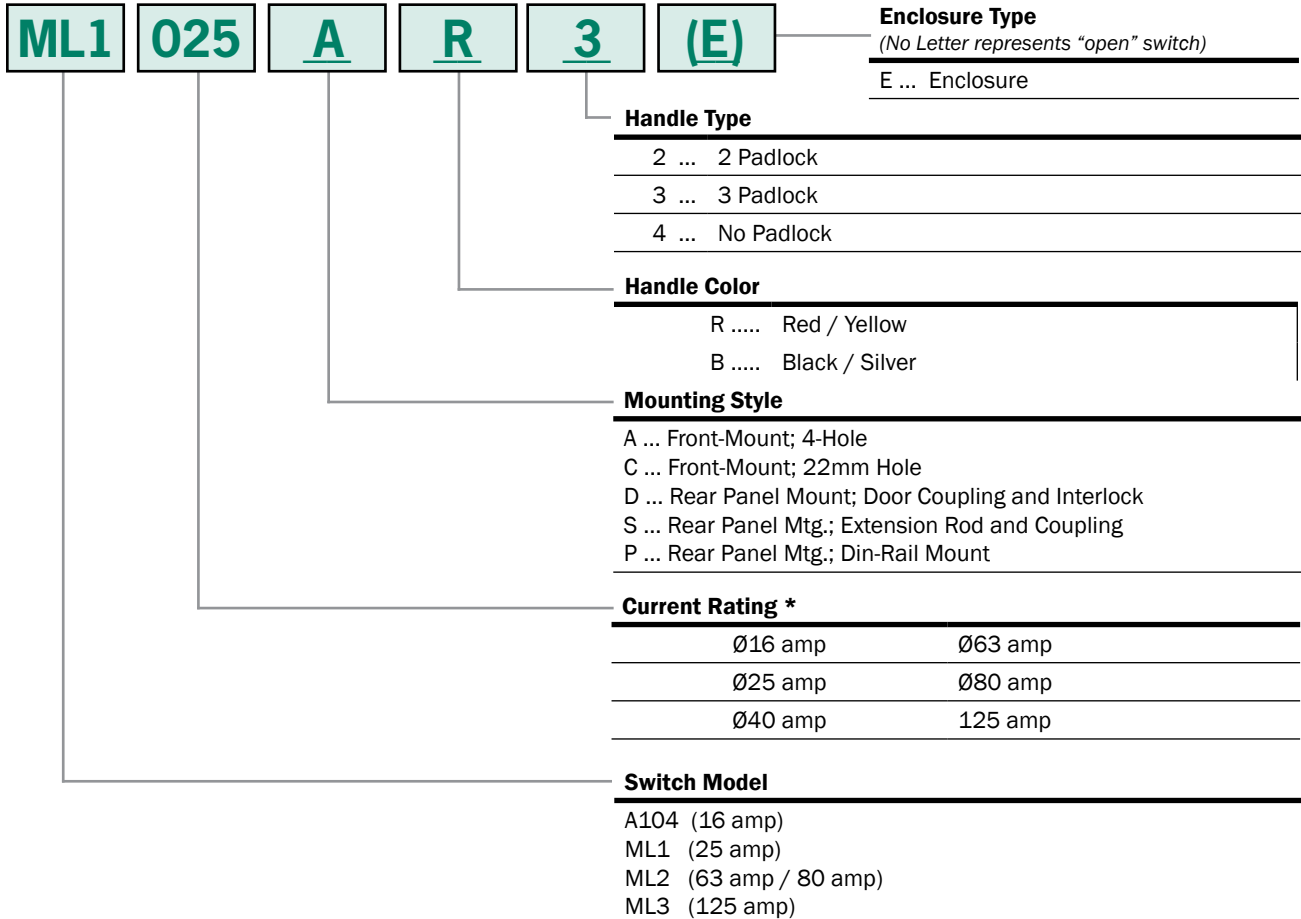 ML1 025 A R 3 (E)
Enclosure Type
(No Letter represents “open” switch)
E ... Enclosure
Handle Type
2 ... 2 Padlock
3 ... 3 Padlock
4 ... No Padlock
Handle Color
R ..... Red / Yellow
B ..... Black / Silver
Mounting Style
A ... Front-Mount; 4-Hole
C ... Front-Mount; 22mm Hole
D ... Rear Panel Mount; Door Coupling and Interlock
S ... Rear Panel Mtg.; Extension Rod and Coupling
P ... Rear Panel Mtg.; Din-Rail Mount
Current Rating *
Ø16 amp Ø63 amp
Ø25 amp Ø80 amp
Ø40 amp 125 amp
Switch Model
A104 (16 amp)
ML1 (25 amp)
ML2 (63 amp / 80 amp)
ML3 (125 amp)